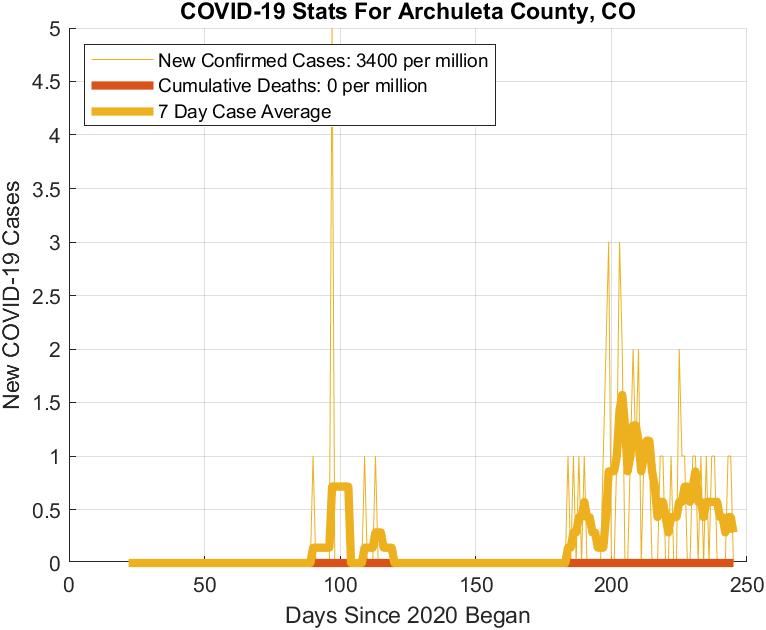 COVID-19 Stats For Archuleta County, CO
5
4.5
4
3.5
3
2.5
2
1.5
1
0.5
0
New COVID-19 Cases
New Confirmed Cases: 3400 per million
Cumulative Deaths: 0 per million
7 Day Case Average
0 50 100 150 200 250
Days Since 2020 Began